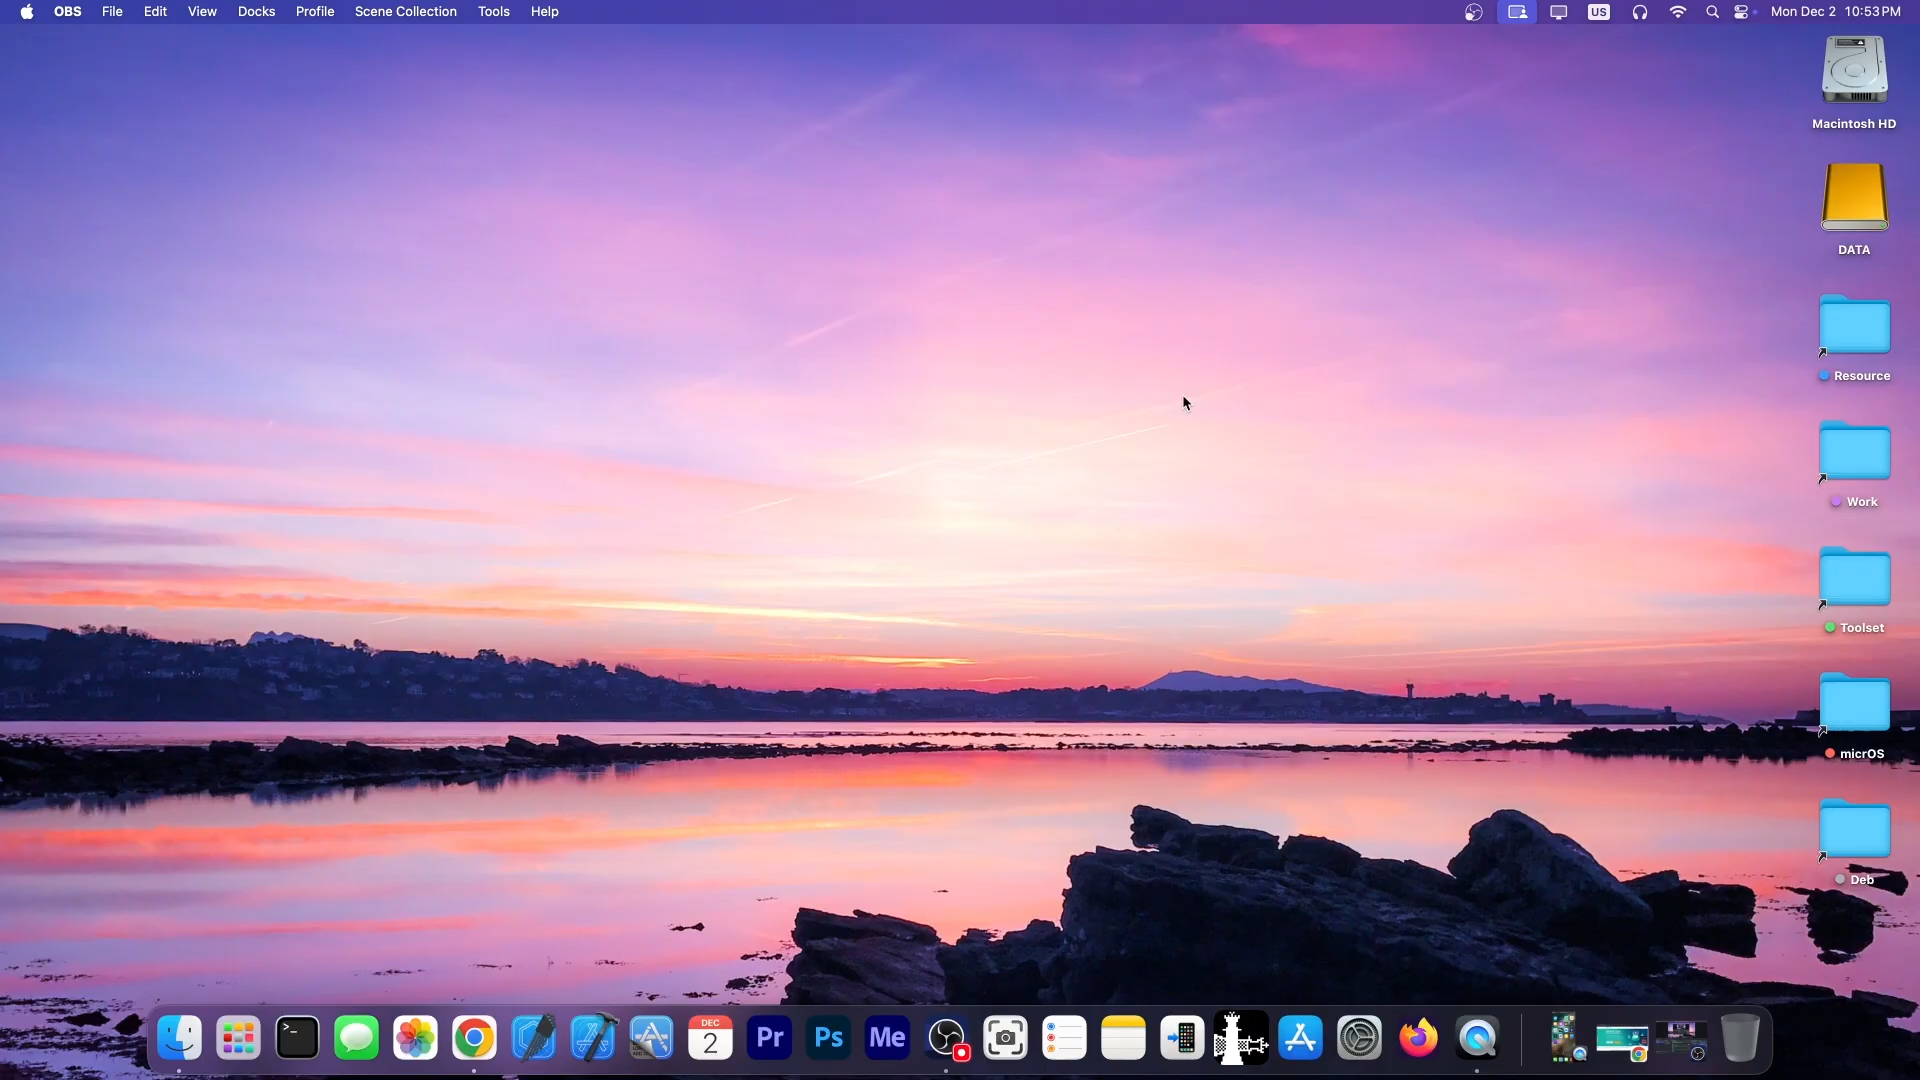 OBS File Edit View Docks Profile Scene Collection Tools Help US Mon Dec 2 10:53 PM
Macintosh HD
DATA
Resource
Work
Toolset
micrOS
Deb
>_ DEC 2 Pr Ps Me